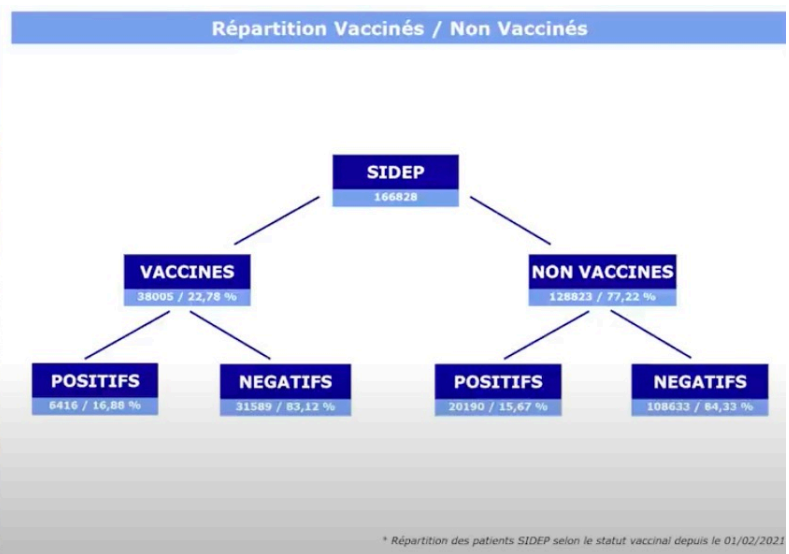 Répartition Vaccinés / Non Vaccinés
SIDEP
166828
VACCINES
38005 / 22,78 %
NON VACCINES
128823 / 77,22 %
POSITIFS
6416 / 16,88 %
NEGATIFS
31589 / 83,12 %
POSITIFS
20190 / 15,67 %
NEGATIFS
108633 / 84,33 %
* Répartition des patients SIDEP selon le statut vaccinal depuis le 01/02/2021